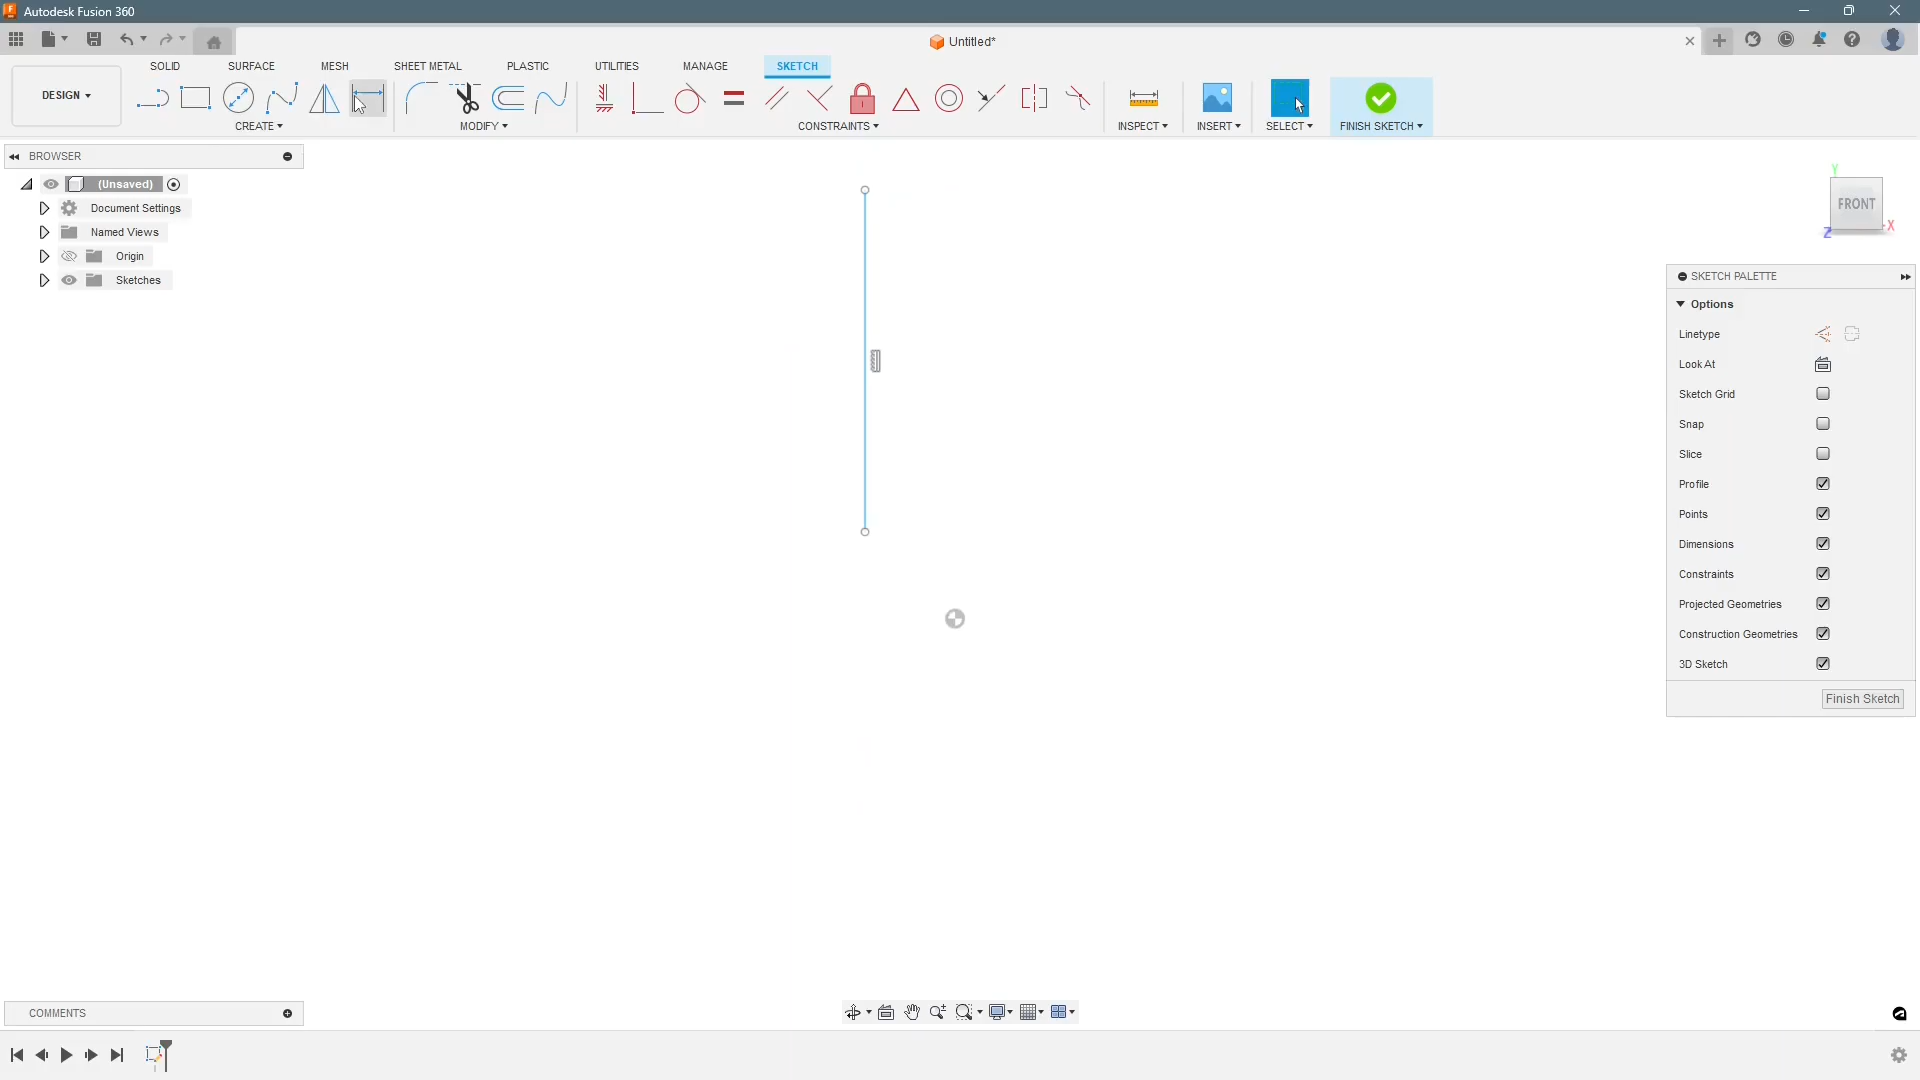 Autodesk Fusion 360
Untitled*
SOLID SURFACE MESH SHEET METAL PLASTIC UTILITIES MANAGE SKETCH
DESIGN
CREATE MODIFY CONSTRAINTS INSPECT INSERT SELECT FINISH SKETCH
BROWSER
(Unsaved)
Document Settings
Named Views
Origin
Sketches
Y
FRONT
X
Z
SKETCH PALETTE
Options
Linetype
Look At
Sketch Grid
Snap
Slice
Profile
Points
Dimensions
Constraints
Projected Geometries
Construction Geometries
3D Sketch
Finish Sketch
COMMENTS